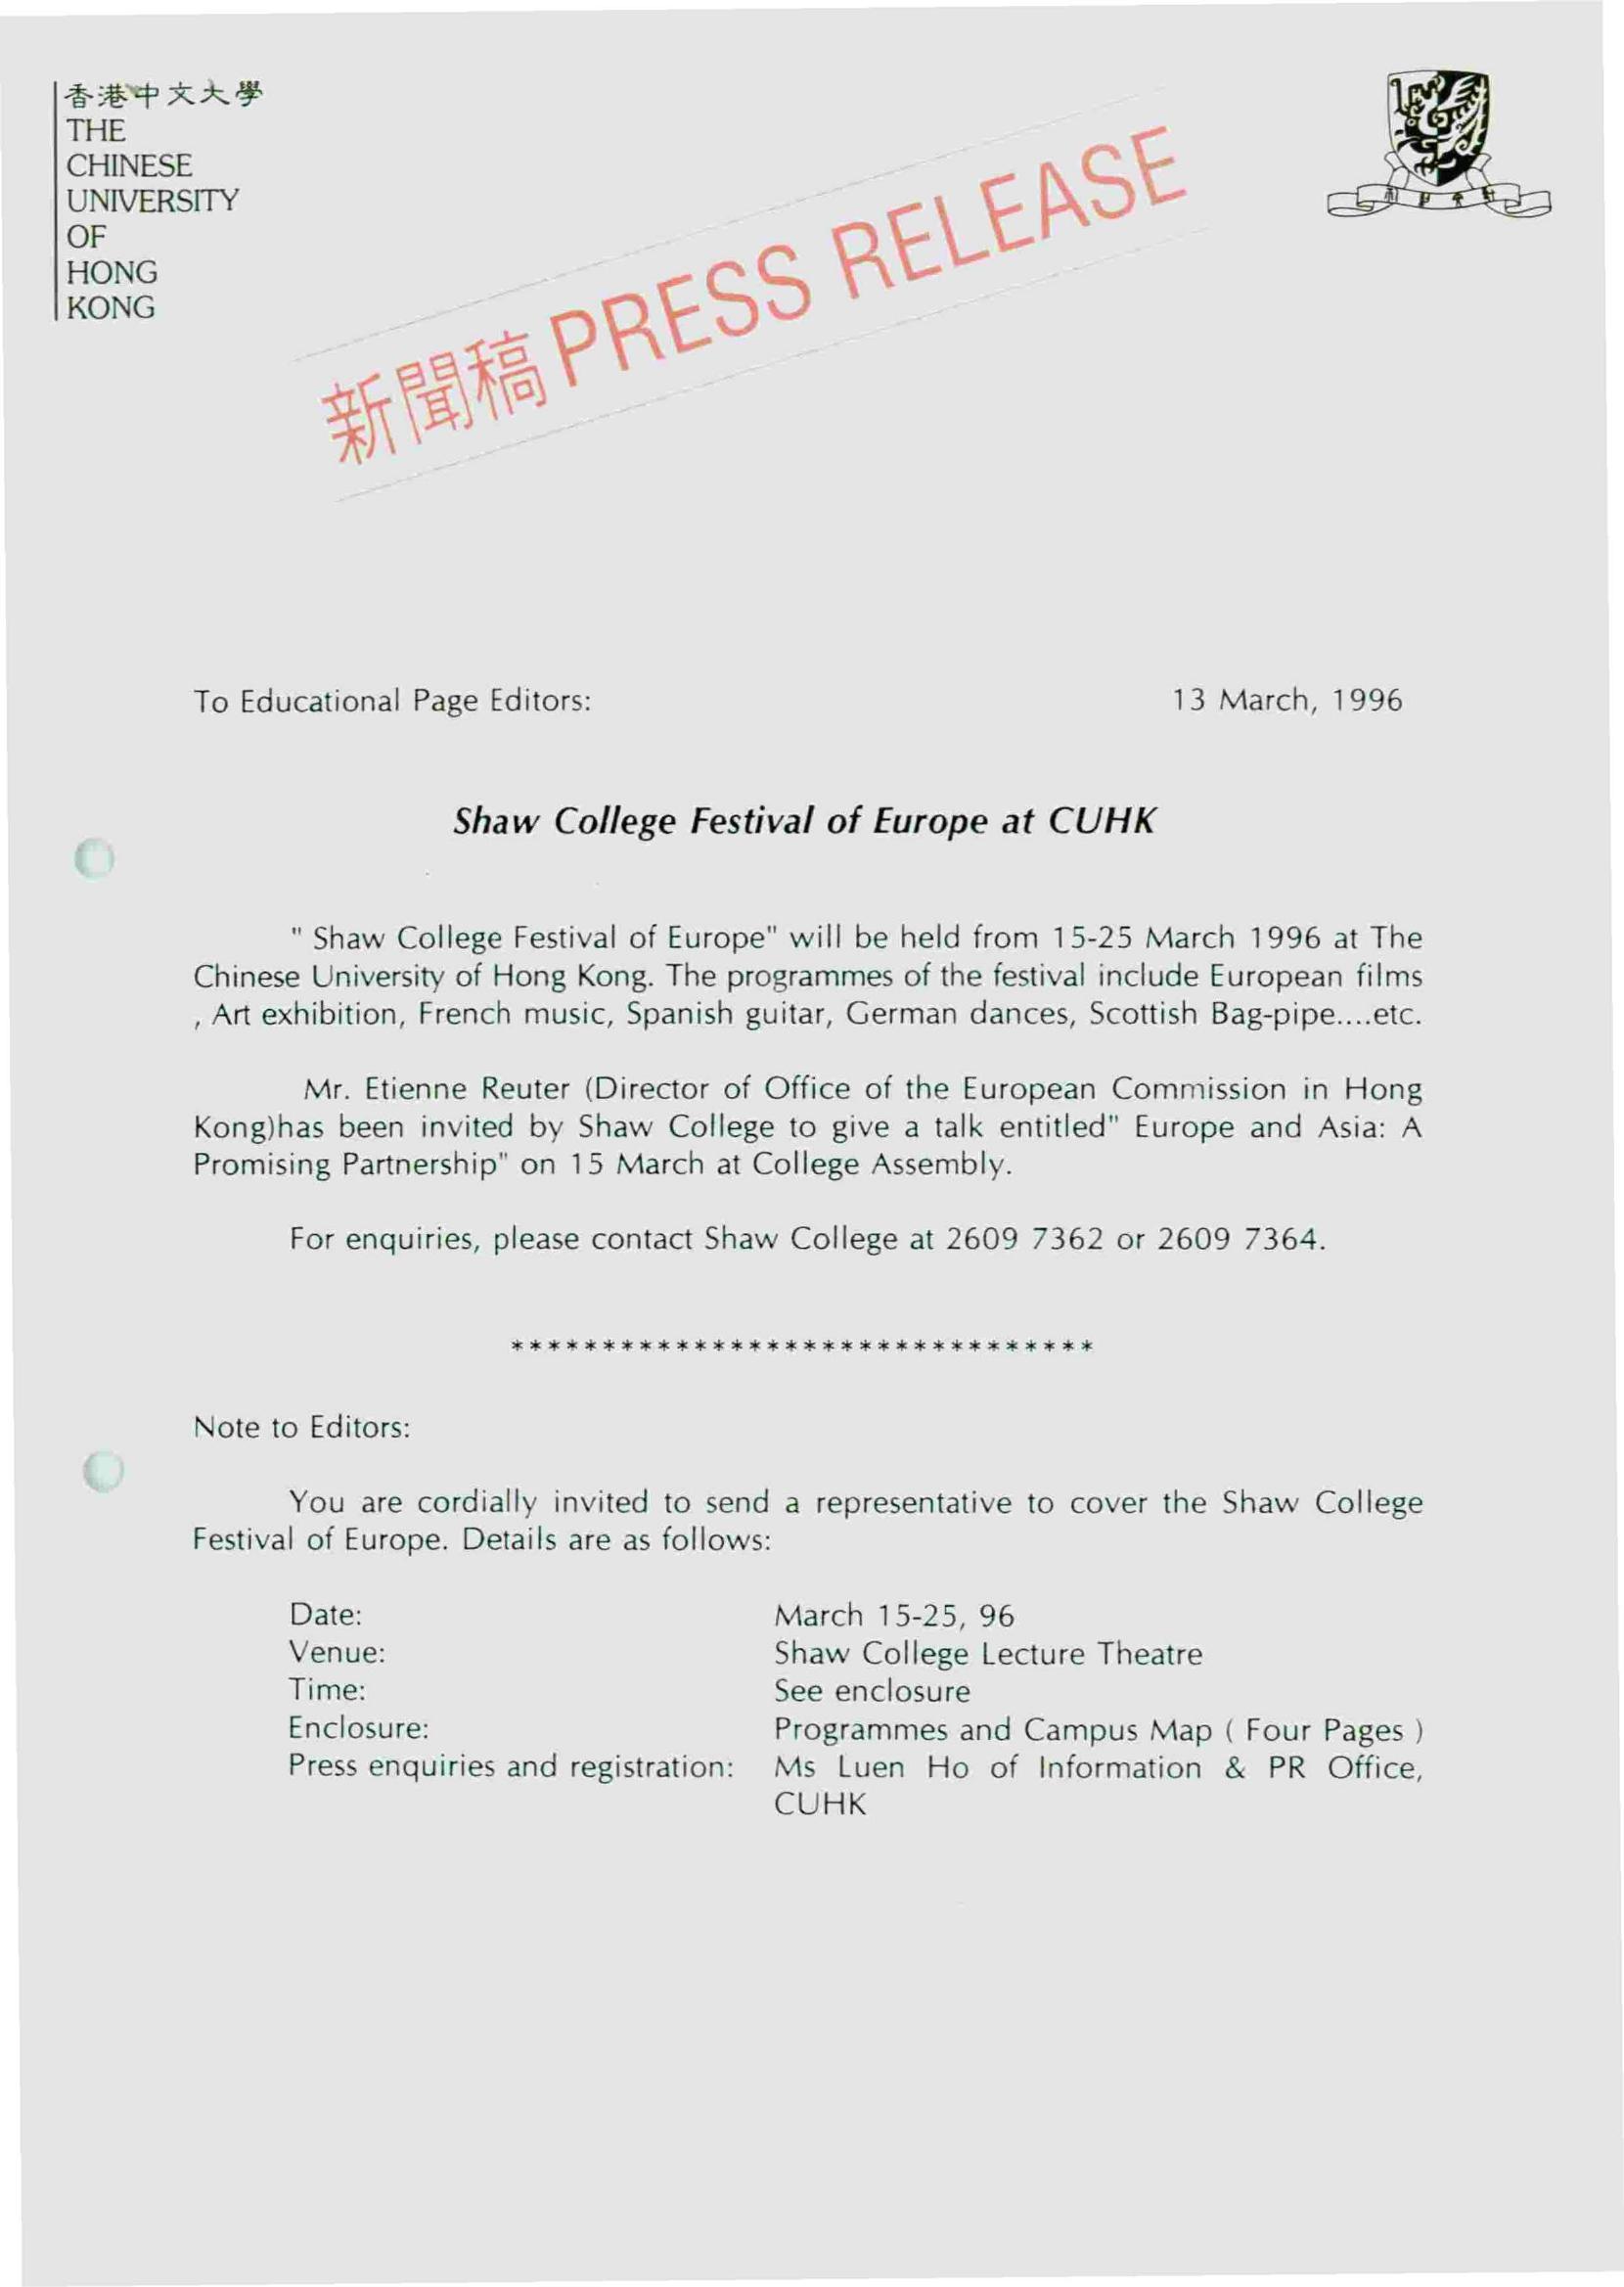 香港中文大學
THE
CHINESE
UNIVERSITY
OF
HONG
KONG
新聞稿 PRESS RELEASE
To Educational Page Editors: 13 March, 1996
Shaw College Festival of Europe at CUHK
" Shaw College Festival of Europe" will be held from 15-25 March 1996 at The
Chinese University of Hong Kong. The programmes of the festival include European films
, Art exhibition, French music, Spanish guitar, German dances, Scottish Bag-pipe....etc.
Mr. Etienne Reuter (Director of Office of the European Commission in Hong
Kong)has been invited by Shaw College to give a talk entitled" Europe and Asia: A
Promising Partnership" on 15 March at College Assembly.
For enquiries, please contact Shaw College at 2609 7362 or 2609 7364.
********************************
Note to Editors:
You are cordially invited to send a representative to cover the Shaw College
Festival of Europe. Details are as follows:
Date: March 15-25, 96
Venue: Shaw College Lecture Theatre
Time: See enclosure
Enclosure: Programmes and Campus Map ( Four Pages )
Press enquiries and registration: Ms Luen Ho of Information & PR Office,
CUHK